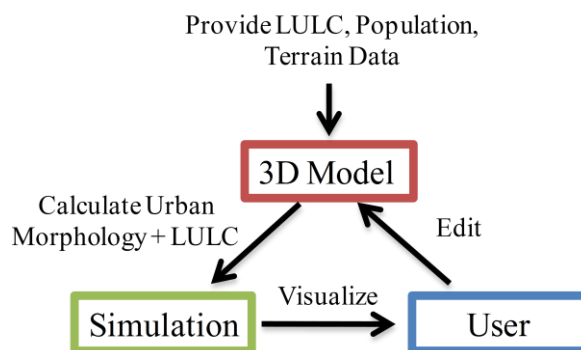 Provide LULC, Population,
Terrain Data
3D Model
Calculate Urban
Morphology + LULC
Edit
Visualize
Simulation
User